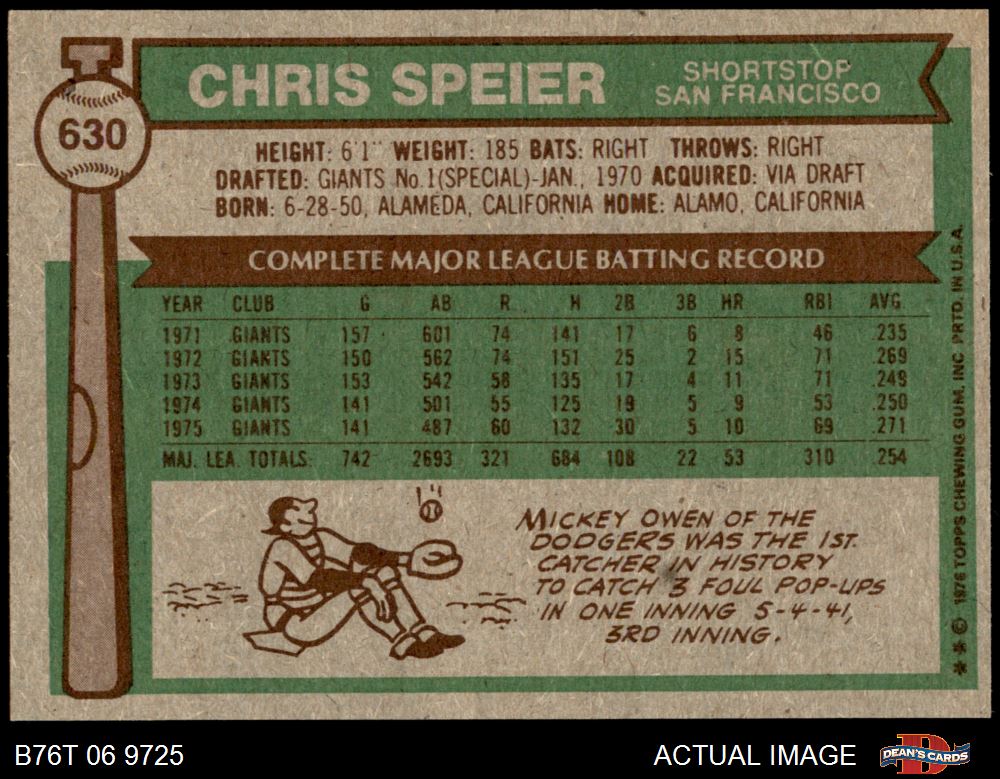 630
CHRIS SPEIER
SHORTSTOP
SAN FRANCISCO
HEIGHT: 6'1" WEIGHT: 185 BATS: RIGHT THROWS: RIGHT
DRAFTED: GIANTS No.1(SPECIAL)-JAN., 1970 ACQUIRED: VIA DRAFT
BORN: 6-28-50, ALAMEDA, CALIFORNIA HOME: ALAMO, CALIFORNIA
COMPLETE MAJOR LEAGUE BATTING RECORD
YEAR CLUB G AB R H 2B 3B HR RBI AVG.
1971 GIANTS 157 601 74 141 17 6 8 46 .235
1972 GIANTS 150 562 74 151 25 2 15 71 .269
1973 GIANTS 153 542 58 135 17 4 11 71 .249
1974 GIANTS 141 501 55 125 19 5 9 53 .250
1975 GIANTS 141 487 60 132 30 5 10 69 .271
MAJ. LEA. TOTALS 742 2693 321 684 108 22 53 310 .254
MICKEY OWEN OF THE
DODGERS WAS THE 1ST.
CATCHER IN HISTORY
TO CATCH 3 FOUL POP-UPS
IN ONE INNING 5-4-41,
3RD INNING.
** © 1976 TOPPS CHEWING GUM, INC. PRTD. IN U.S.A.
B76T 06 9725
ACTUAL IMAGE
D
DEAN'S CARDS